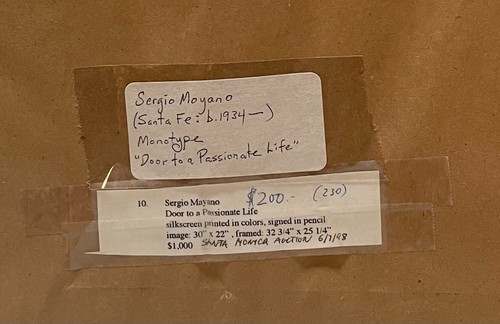 Sergio Moyano
(Santa Fe: b. 1934 —)
Monotype
"Door to a Passionate Life"
10. Sergio Mayano $200.- (230)
Door to a Passionate Life
silkscreen printed in colors, signed in pencil
image: 30" x 22", framed: 32 3/4" x 25 1/4"
$1,000 SANTA MONICA AUCTION 6/7/98